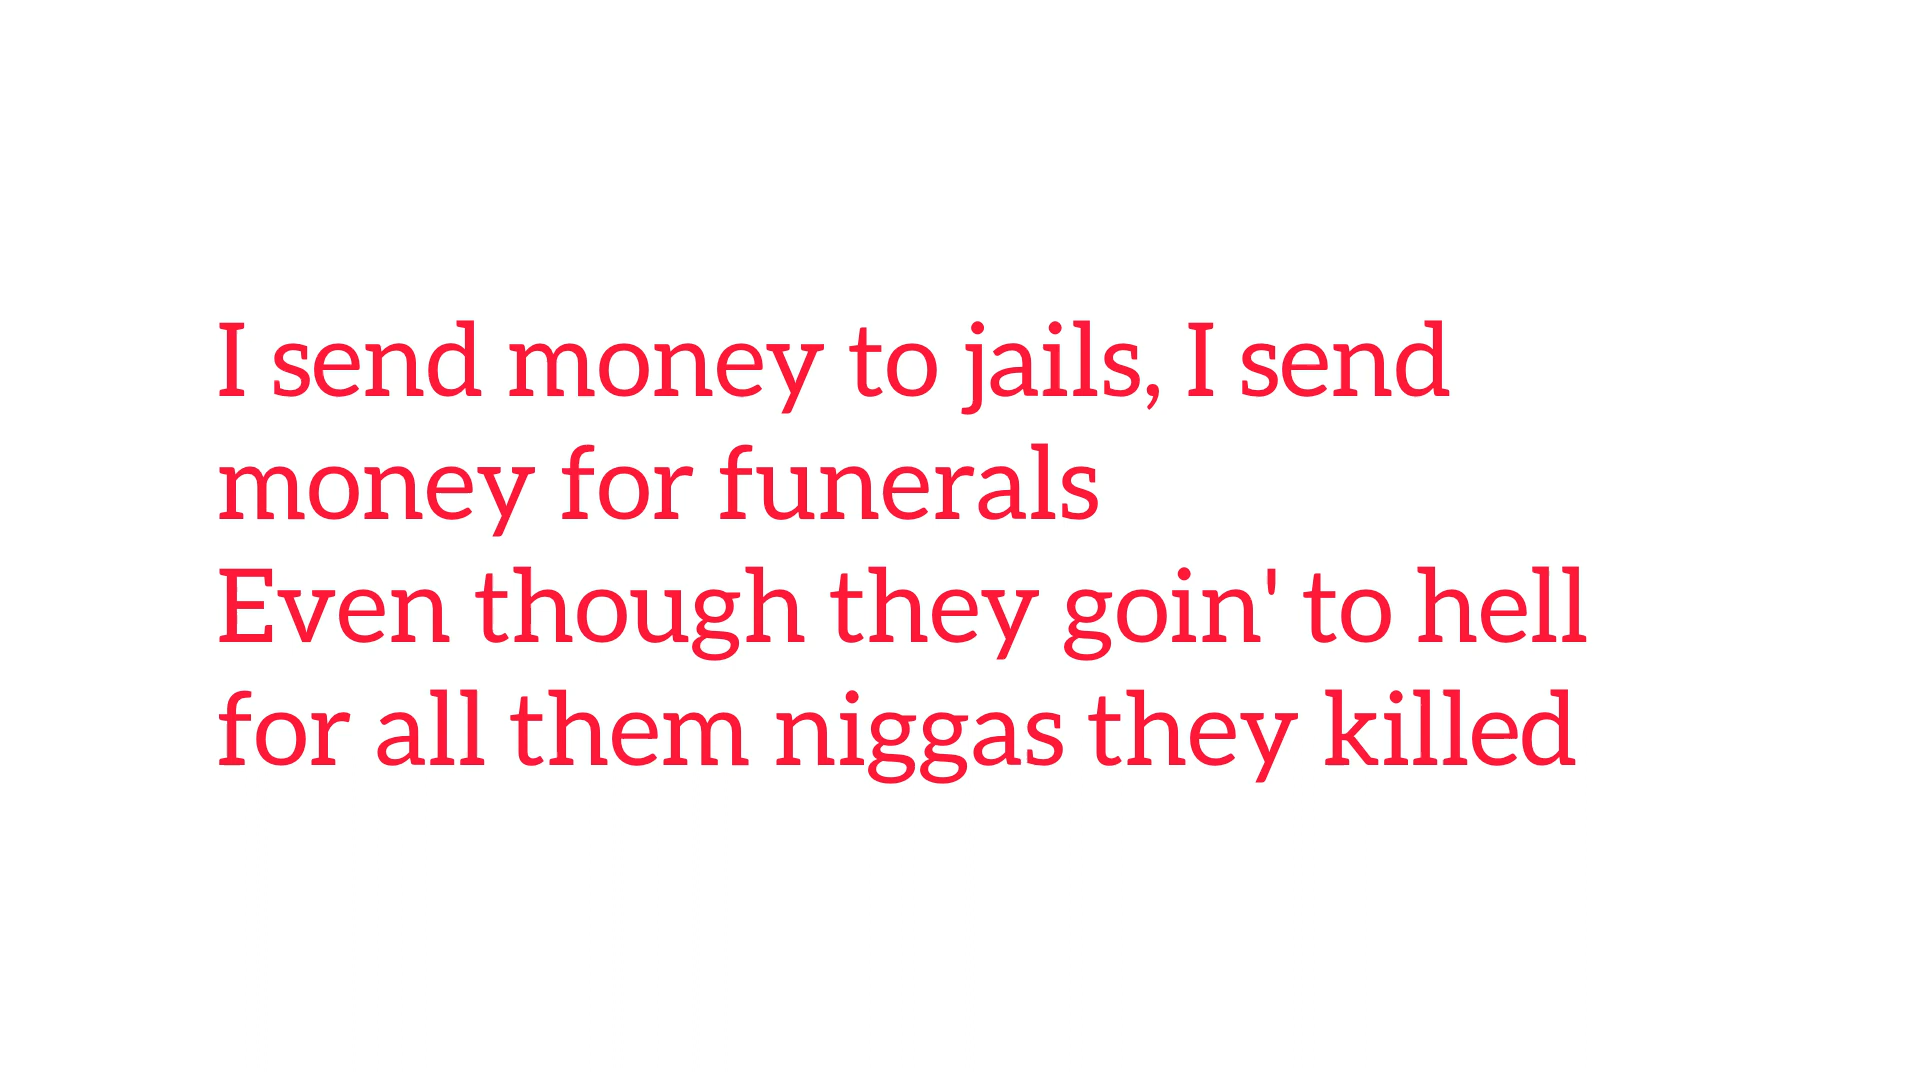 I send money to jails, I send
money for funerals
Even though they goin' to hell
for all them niggas they killed